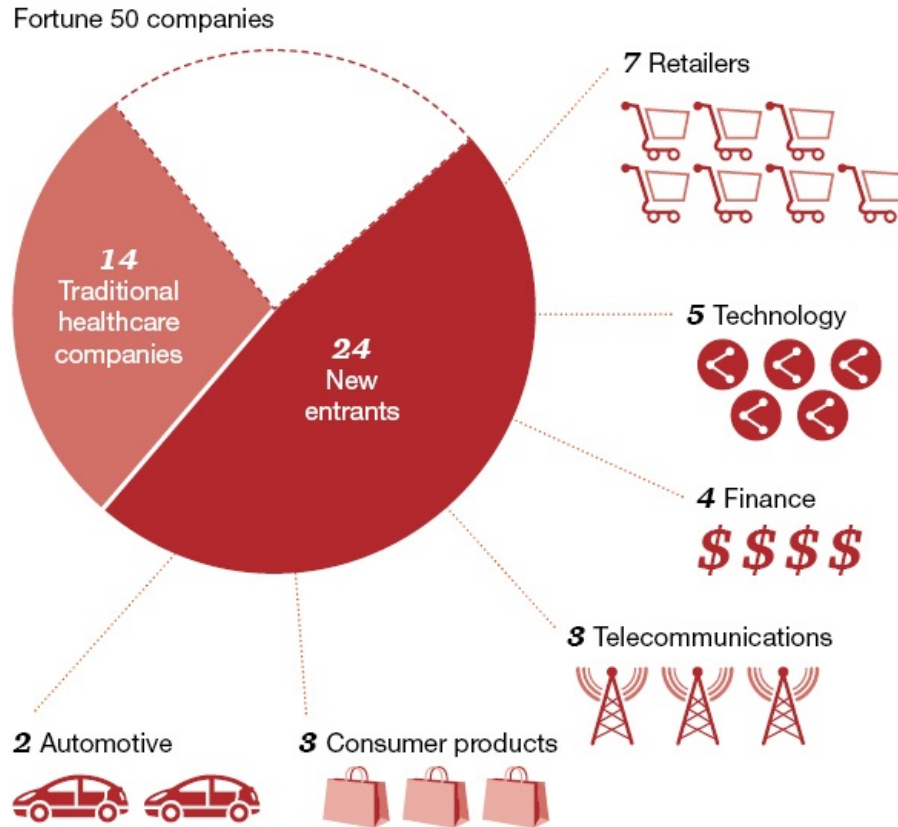 Fortune 50 companies
7 Retailers
14
Traditional
healthcare
companies
24
New
entrants
5 Technology
4 Finance
$ $ $ $
3 Telecommunications
2 Automotive
3 Consumer products